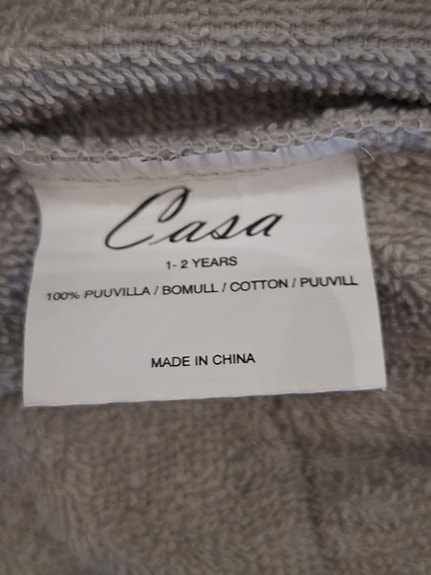 Casa
1- 2 YEARS
100% PUUVILLA / BOMULL / COTTON / PUUVILL
MADE IN CHINA